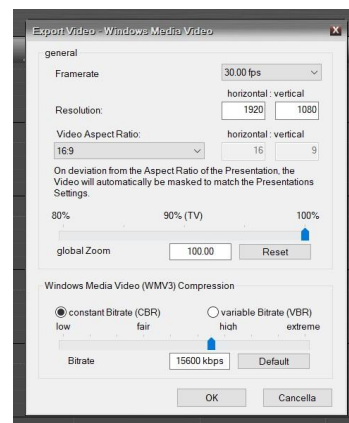 Export Video - Windows Media Video
general
Framerate 30.00 fps
horizontal : vertical
Resolution: 1920 1080
Video Aspect Ratio: horizontal : vertical
16:9 16 9
On deviation from the Aspect Ratio of the Presentation, the
Video will automatically be masked to match the Presentations
Settings.
80% 90% (TV) 100%
global Zoom 100.00 Reset
Windows Media Video (WMV3) Compression
constant Bitrate (CBR) variable Bitrate (VBR)
low fair high extreme
Bitrate 15600 kbps Default
OK Cancella